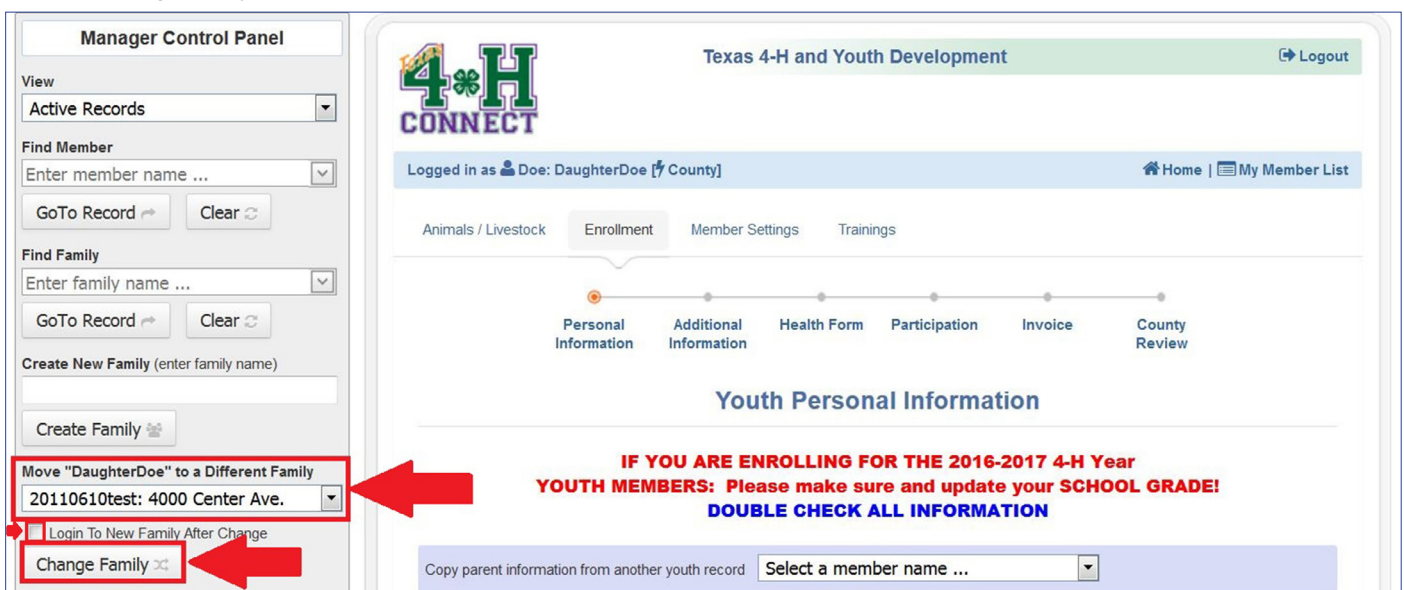 Manager Control Panel
View
Active Records
Find Member
Enter member name ...
GoTo Record
Clear
Find Family
Enter family name ...
GoTo Record
Clear
Create New Family (enter family name)
Create Family
Move "DaughterDoe" to a Different Family
20110610test: 4000 Center Ave.
Login To New Family After Change
Change Family
Texas
4-H
CONNECT
Texas 4-H and Youth Development
Logout
Logged in as Doe: DaughterDoe [County]
Home | My Member List
Animals / Livestock
Enrollment
Member Settings
Trainings
Personal
Information
Additional
Information
Health Form
Participation
Invoice
County
Review
Youth Personal Information
IF YOU ARE ENROLLING FOR THE 2016-2017 4-H Year
YOUTH MEMBERS: Please make sure and update your SCHOOL GRADE!
DOUBLE CHECK ALL INFORMATION
Copy parent information from another youth record
Select a member name ...